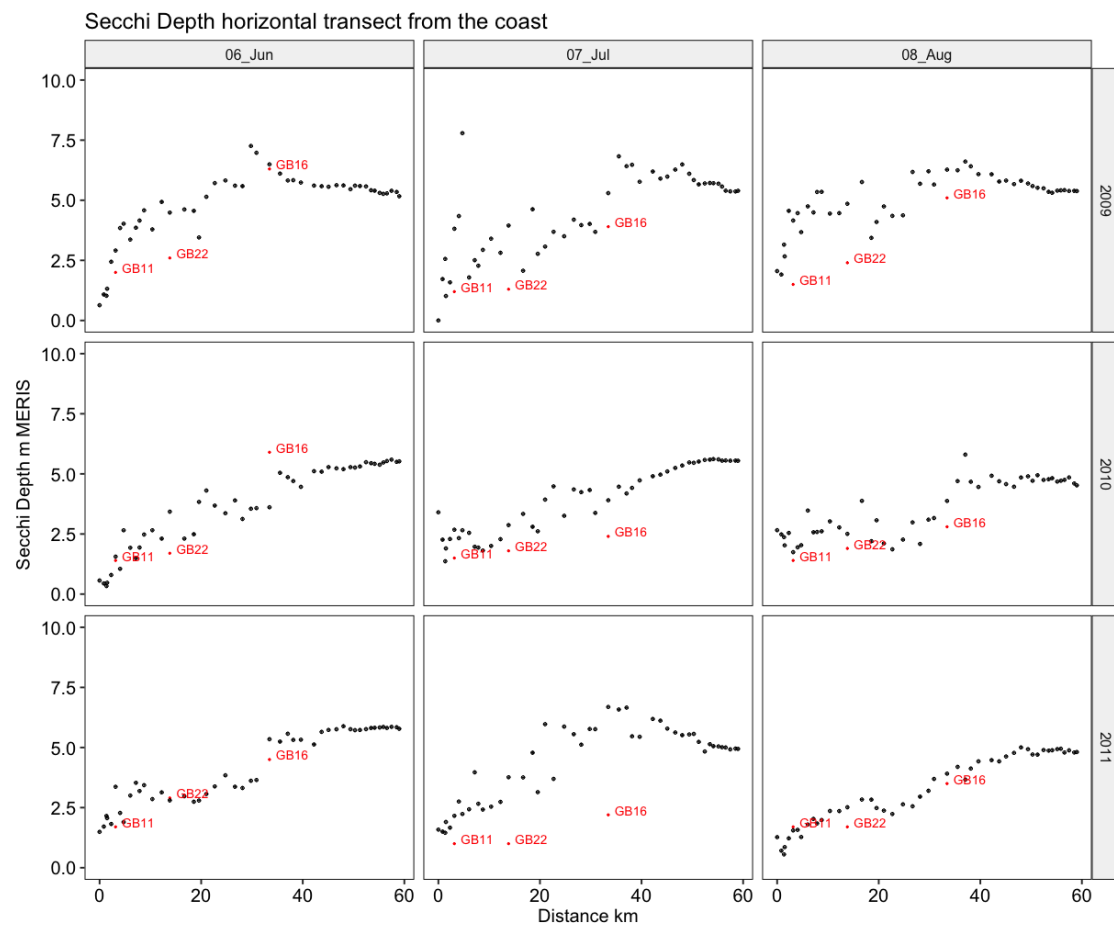 Secchi Depth horizontal transect from the coast
06_Jun 07_Jul 08_Aug
Secchi Depth m MERIS
10.0
7.5
5.0
2.5
0.0
GB11 GB22 GB16
GB11 GB22 GB16
GB11 GB22 GB16
2009
10.0
7.5
5.0
2.5
0.0
GB11 GB22 GB16
GB11 GB22 GB16
GB11 GB22 GB16
2010
10.0
7.5
5.0
2.5
0.0
GB11 GB22 GB16
GB11 GB22 GB16
GB11 GB22 GB16
2011
0 20 40 60 0 20 40 60 0 20 40 60
Distance km